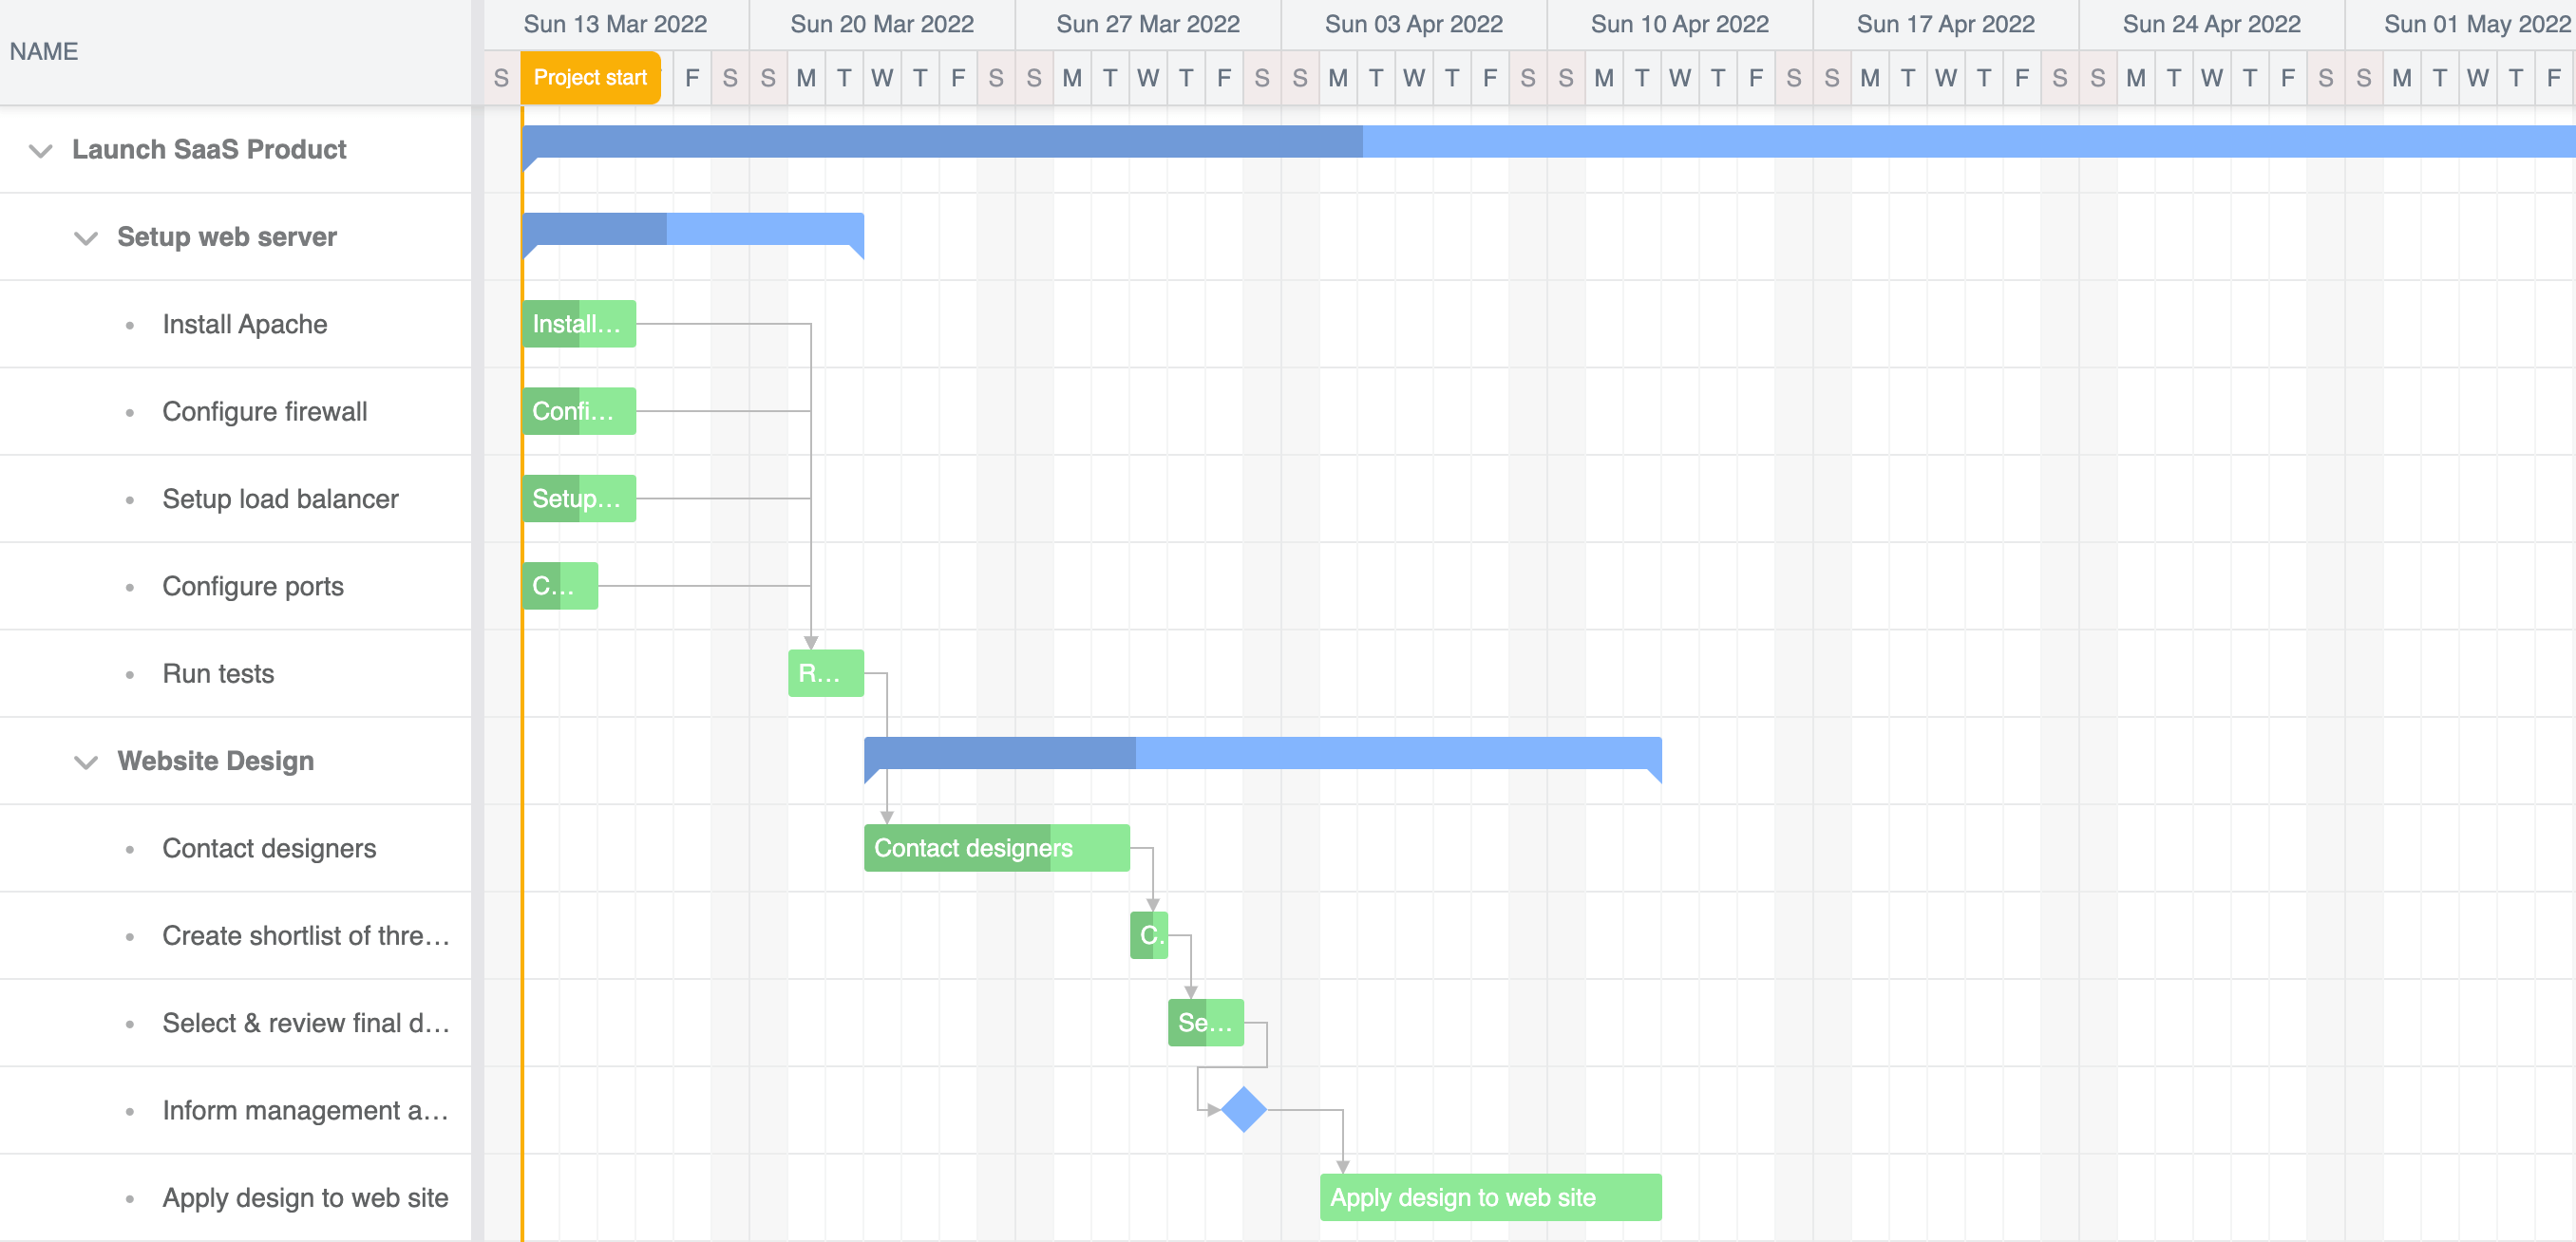 NAME
Sun 13 Mar 2022 Sun 20 Mar 2022 Sun 27 Mar 2022 Sun 03 Apr 2022 Sun 10 Apr 2022 Sun 17 Apr 2022 Sun 24 Apr 2022 Sun 01 May 2022
S Project start F S S M T W T F S S M T W T F S S M T W T F S S M T W T F S S M T W T F S S M T W T F S S M T W T F
Launch SaaS Product
Setup web server
Install Apache Install...
Configure firewall Confi...
Setup load balancer Setup...
Configure ports C...
Run tests R...
Website Design
Contact designers Contact designers
Create shortlist of thre... C.
Select & review final d... Se...
Inform management a...
Apply design to web site Apply design to web site